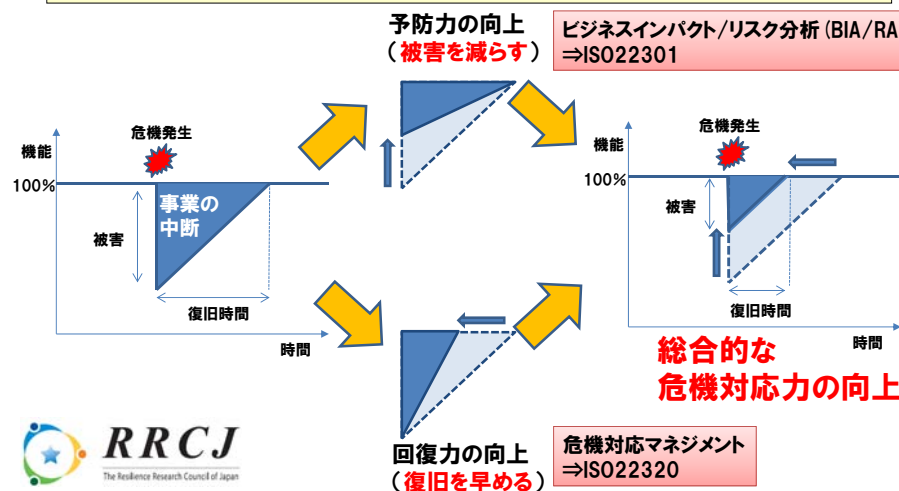 予防力の向上
（被害を減らす）
ビジネスインパクト/リスク分析(BIA/RA
⇒ISO22301
危機発生
機能
100%
事業の
中断
被害
復旧時間
時間
危機発生
機能
100%
被害
復旧時間
時間
総合的な
危機対応力の向上
回復力の向上
（復旧を早める）
危機対応マネジメント
⇒ISO22320
RRCJ
The Resilience Research Council of Japan